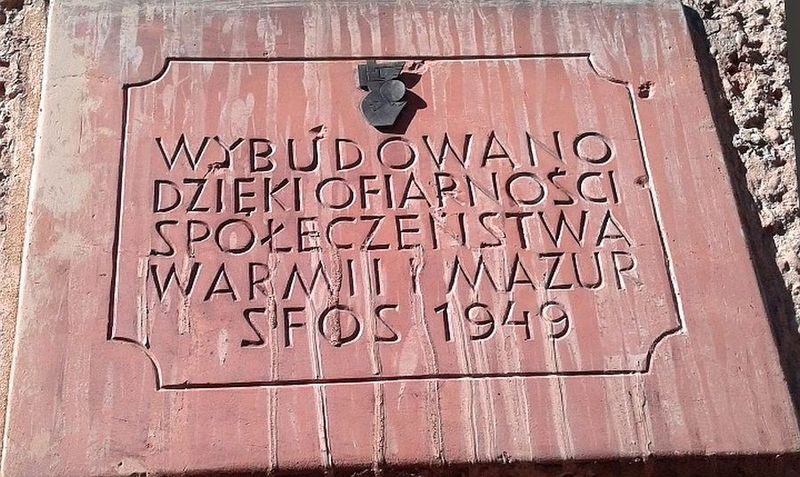 WYBUDOWANO
DZIĘKI OFIARNOŚCI
SPOŁECZEŃSTWA
WARMII I MAZUR
SFOS 1949